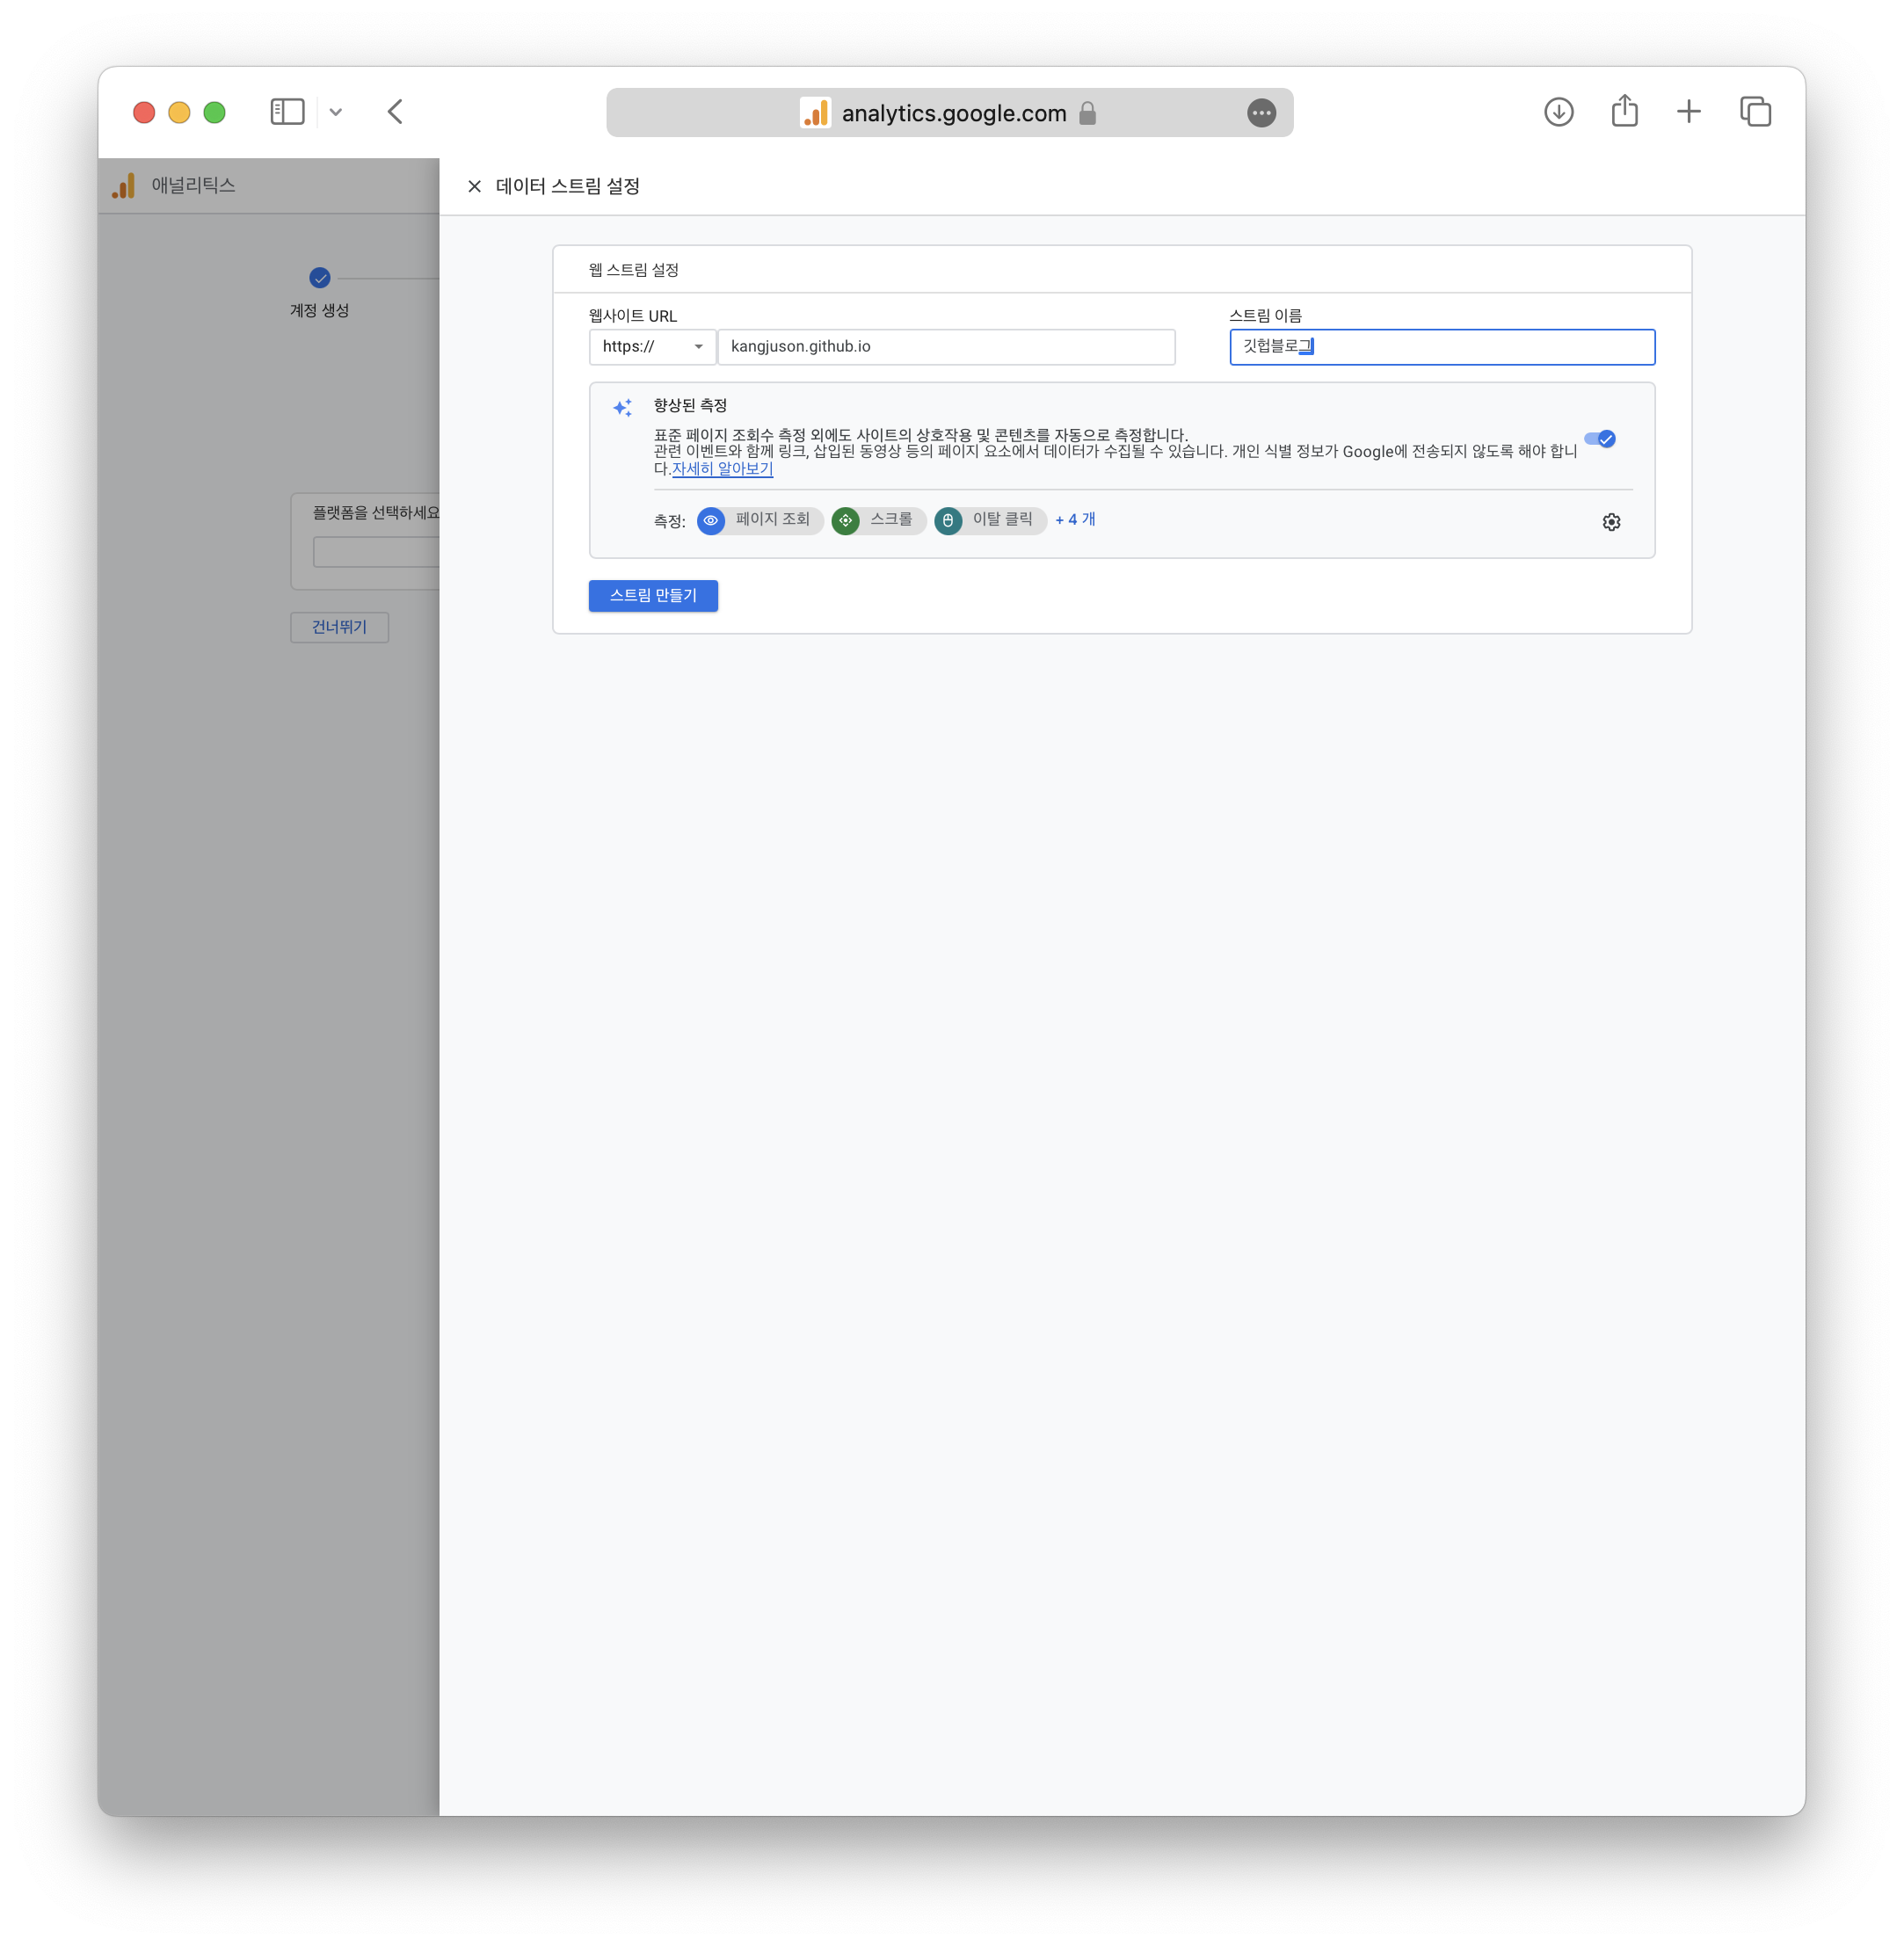 analytics.google.com
애널리틱스
데이터 스트림 설정
계정 생성
플랫폼을 선택하세요
건너뛰기
웹 스트림 설정
웹사이트 URL
스트림 이름
https://
kangjuson.github.io
깃헙블로그
향상된 측정
표준 페이지 조회수 측정 외에도 사이트의 상호작용 및 콘텐츠를 자동으로 측정합니다.
관련 이벤트와 함께 링크, 삽입된 동영상 등의 페이지 요소에서 데이터가 수집될 수 있습니다. 개인 식별 정보가 Google에 전송되지 않도록 해야 합니
다.자세히 알아보기
측정: 페이지 조회 스크롤 이탈 클릭 + 4 개
스트림 만들기